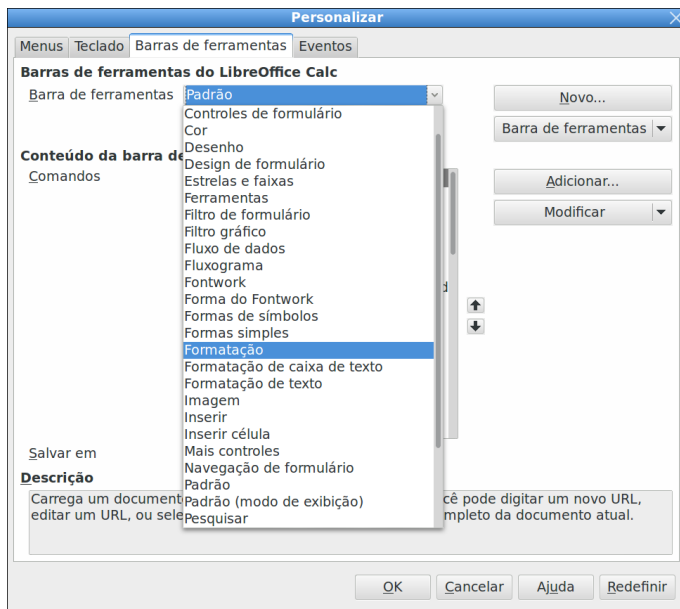 Personalizar
Menus Teclado Barras de ferramentas Eventos
Barras de ferramentas do LibreOffice Calc
Barra de ferramentas Padrão Novo...
Controles de formulário
Cor Barra de ferramentas
Desenho
Conteúdo da barra de Design de formulário
Comandos Estrelas e faixas Adicionar...
Ferramentas
Filtro de formulário Modificar
Filtro gráfico
Fluxo de dados
Fluxograma
Fontwork
Forma do Fontwork
Formas de símbolos
Formas simples
Formatação
Formatação de caixa de texto
Formatação de texto
Imagem
Inserir
Inserir célula
Salvar em Mais controles
Navegação de formulário
Descrição Padrão
Carrega um document Padrão (modo de exibição) cê pode digitar um novo URL,
editar um URL, ou sele Pesquisar mpleto da documento atual.
OK Cancelar Ajuda Redefinir